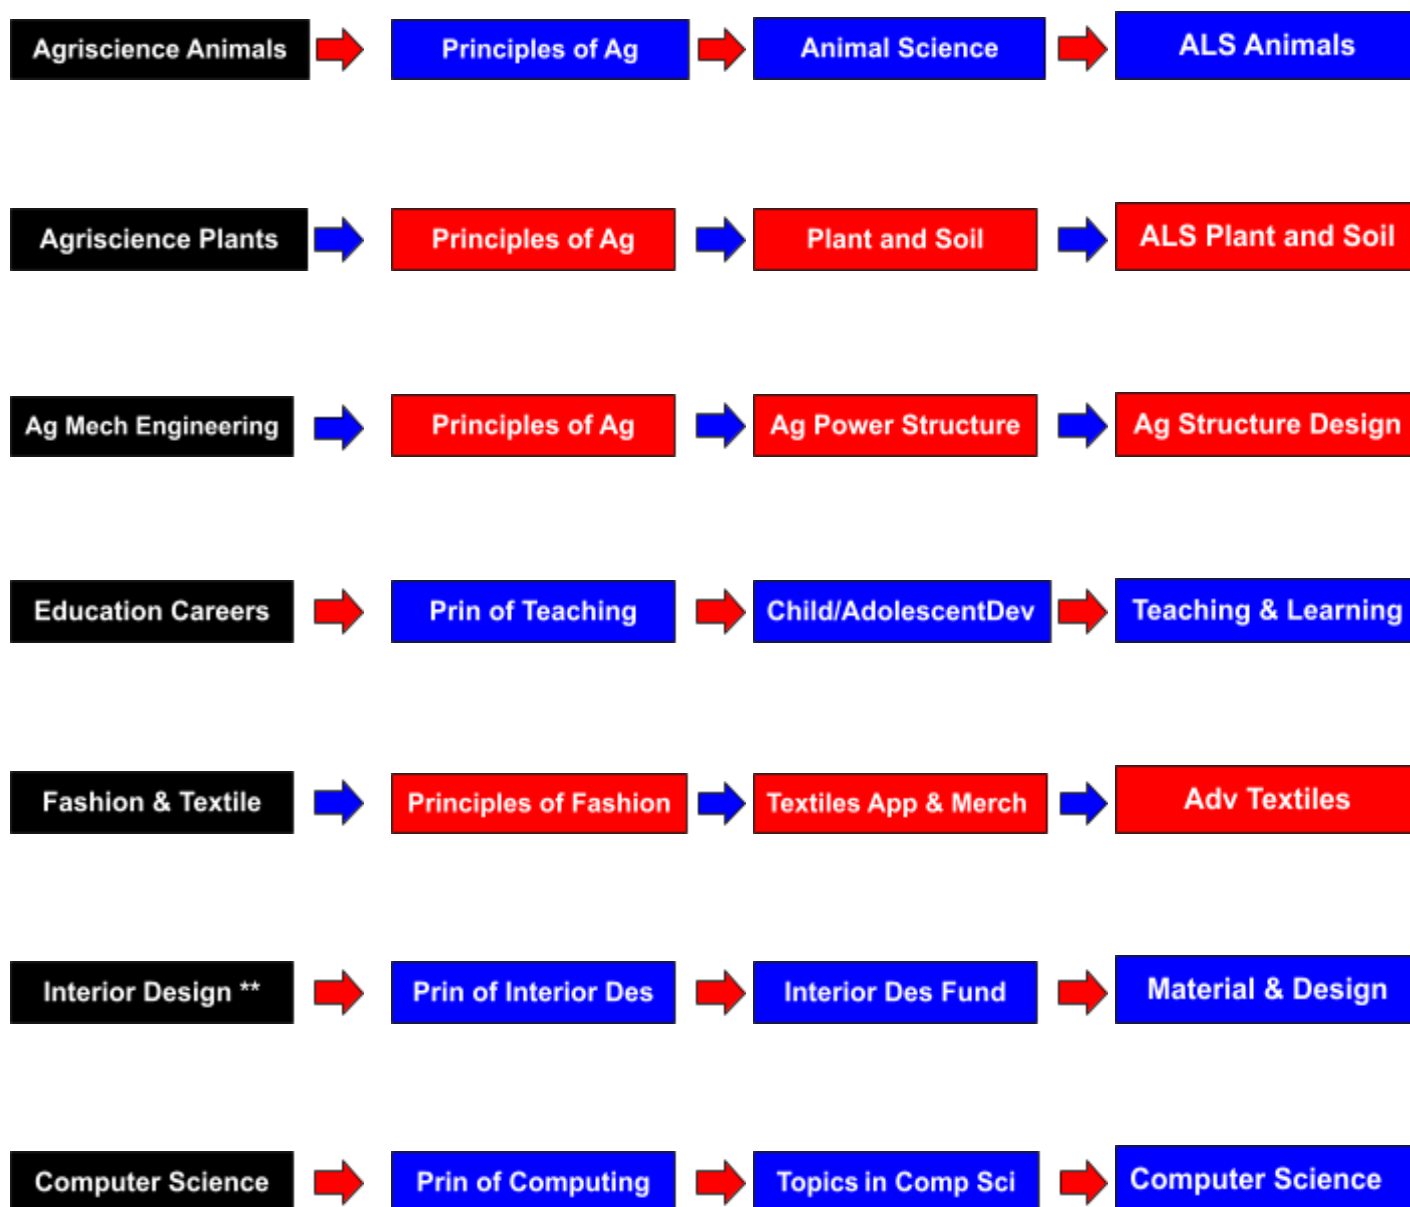 Agriscience Animals
Principles of Ag
Animal Science
ALS Animals
Agriscience Plants
Principles of Ag
Plant and Soil
ALS Plant and Soil
Ag Mech Engineering
Principles of Ag
Ag Power Structure
Ag Structure Design
Education Careers
Prin of Teaching
Child/AdolescentDev
Teaching & Learning
Fashion & Textile
Principles of Fashion
Textiles App & Merch
Adv Textiles
Interior Design **
Prin of Interior Des
Interior Des Fund
Material & Design
Computer Science
Prin of Computing
Topics in Comp Sci
Computer Science